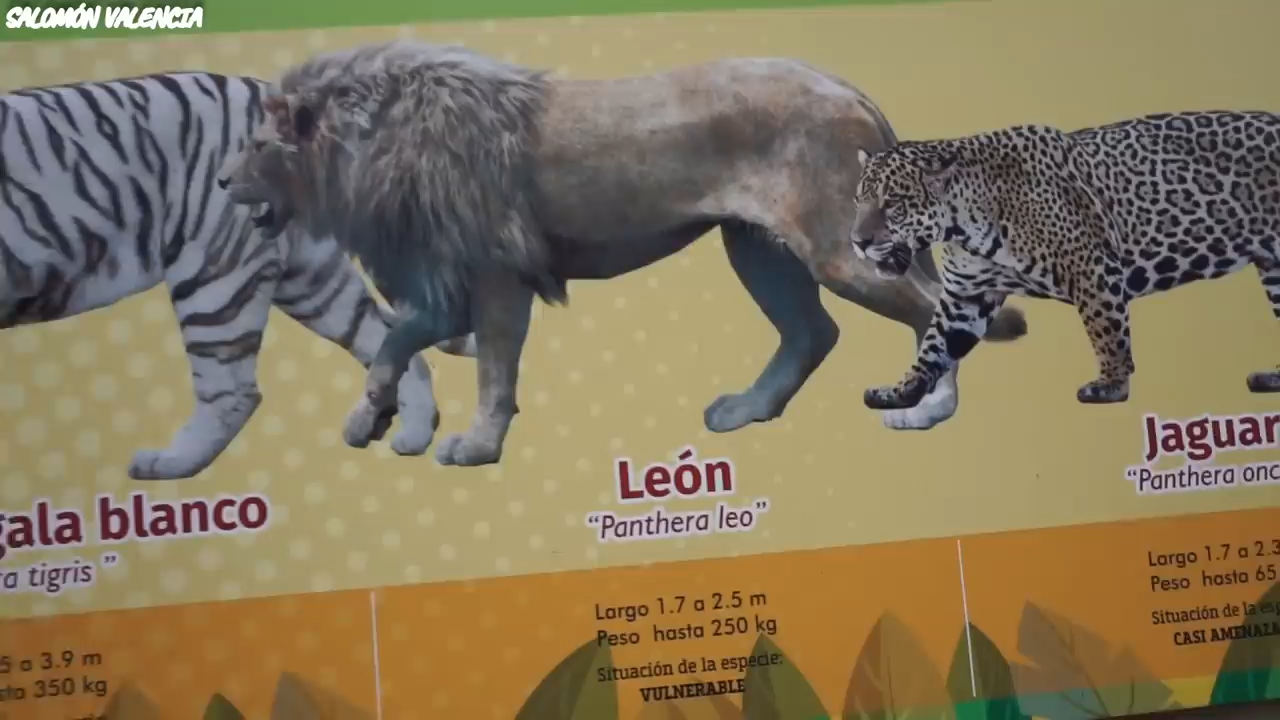 SALOMÓN VALENCIA
gala blanco
a tigris ”
5 a 3.9 m
sta 350 kg
León
“Panthera leo”
Largo 1.7 a 2.5 m
Peso hasta 250 kg
Situación de la especie:
VULNERABLE
Jaguar
“Panthera onc
Largo 1.7 a 2.3
Peso hasta 65
Situación de la esp
CASI AMENAZA